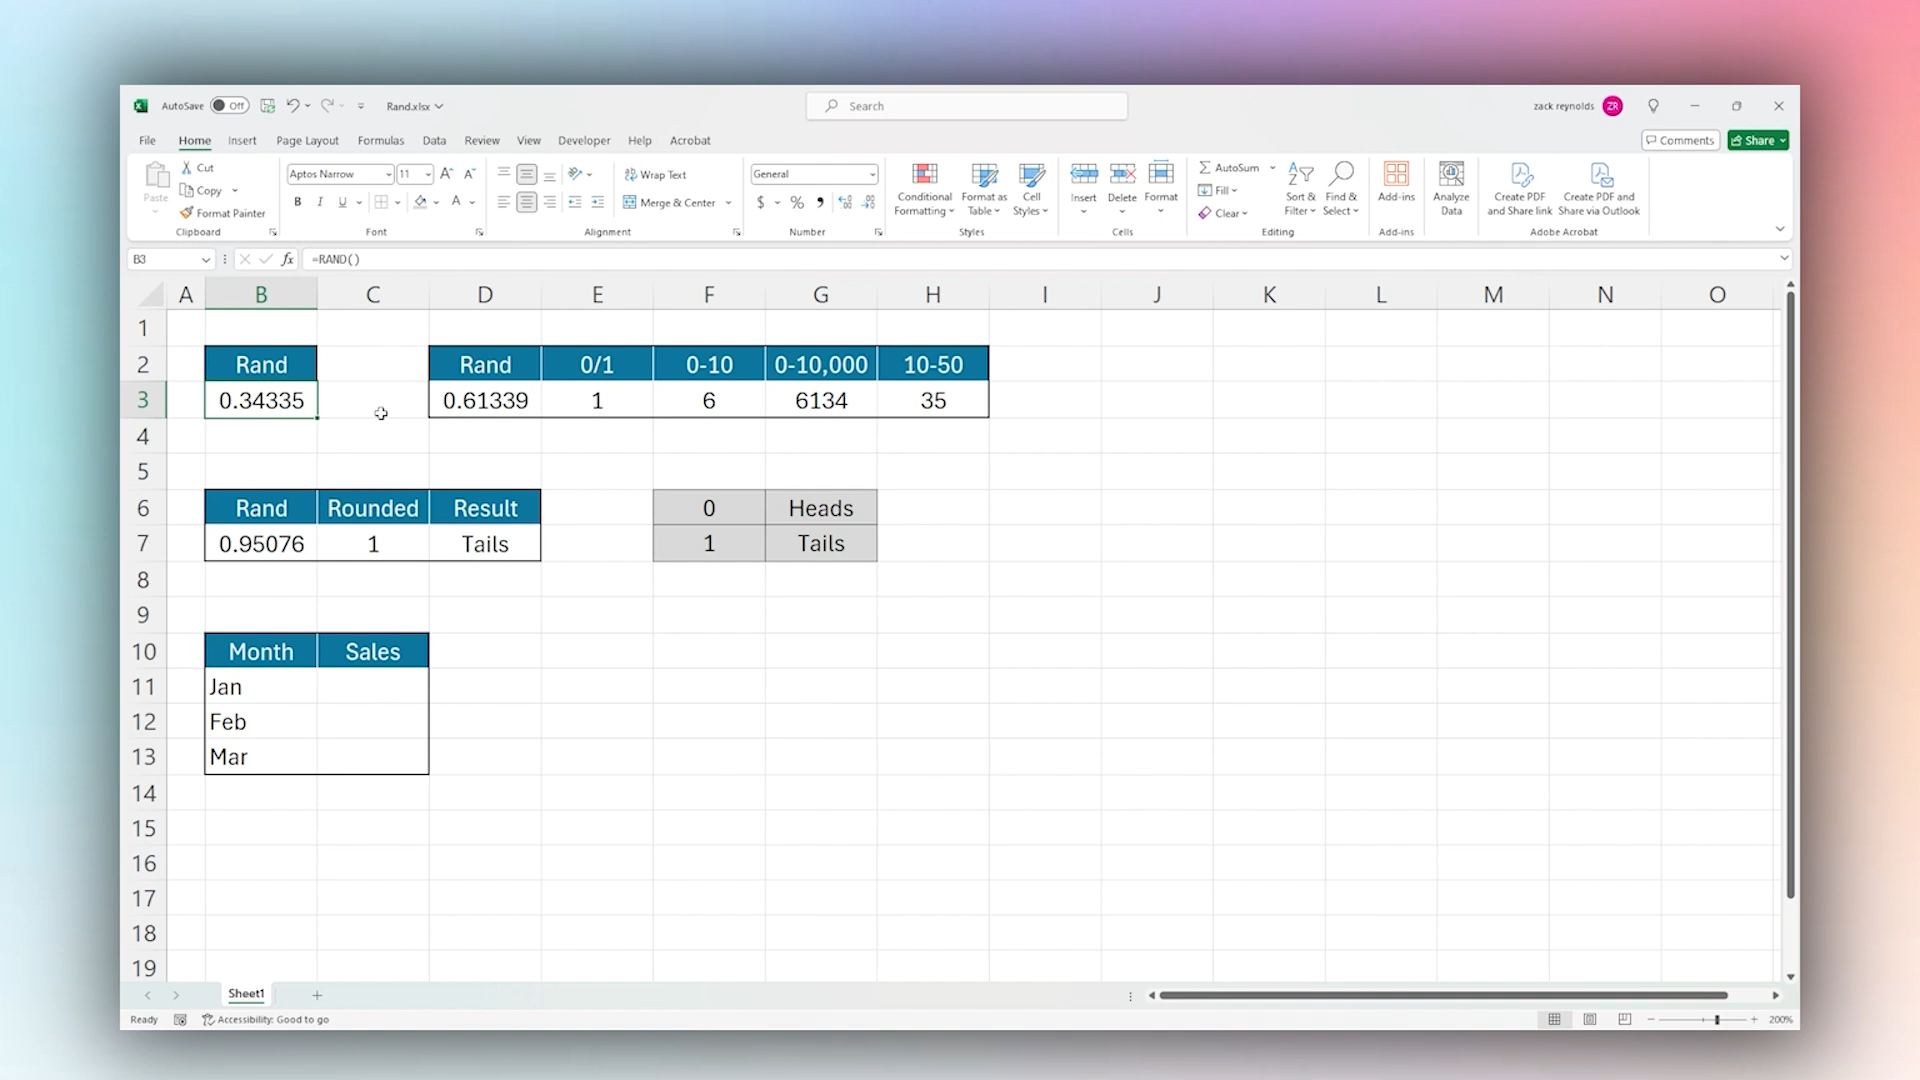 AutoSave Off Rand.xlsx Search zack reynolds ZR
File Home Insert Page Layout Formulas Data Review View Developer Help Acrobat Comments Share
Paste Cut Copy Format Painter Clipboard
Aptos Narrow 11 B I U A Font
Wrap Text Merge & Center Alignment
General $ % , Number
Conditional Formatting Format as Table Cell Styles Styles
Insert Delete Format Cells
AutoSum Fill Clear Sort & Filter Find & Select Editing
Add-ins Add-ins
Analyze Data
Create PDF and Share link Create PDF and Share via Outlook Adobe Acrobat
B3 fx =RAND()
A B C D E F G H I J K L M N O
1
2 Rand Rand 0/1 0-10 0-10,000 10-50
3 0.34335 0.61339 1 6 6134 35
4
5
6 Rand Rounded Result 0 Heads
7 0.95076 1 Tails 1 Tails
8
9
10 Month Sales
11 Jan
12 Feb
13 Mar
14
15
16
17
18
19
Sheet1
Ready Accessibility: Good to go 200%